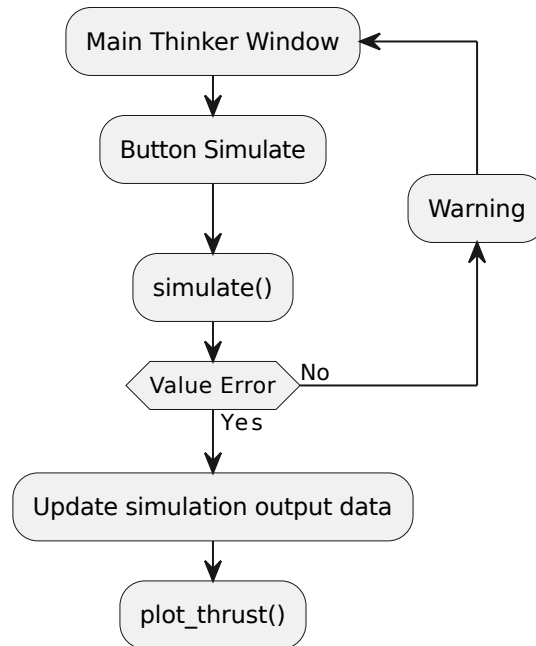 Main Thinker Window
Button Simulate
Warning
simulate()
Value Error
No
Yes
Update simulation output data
plot_thrust()